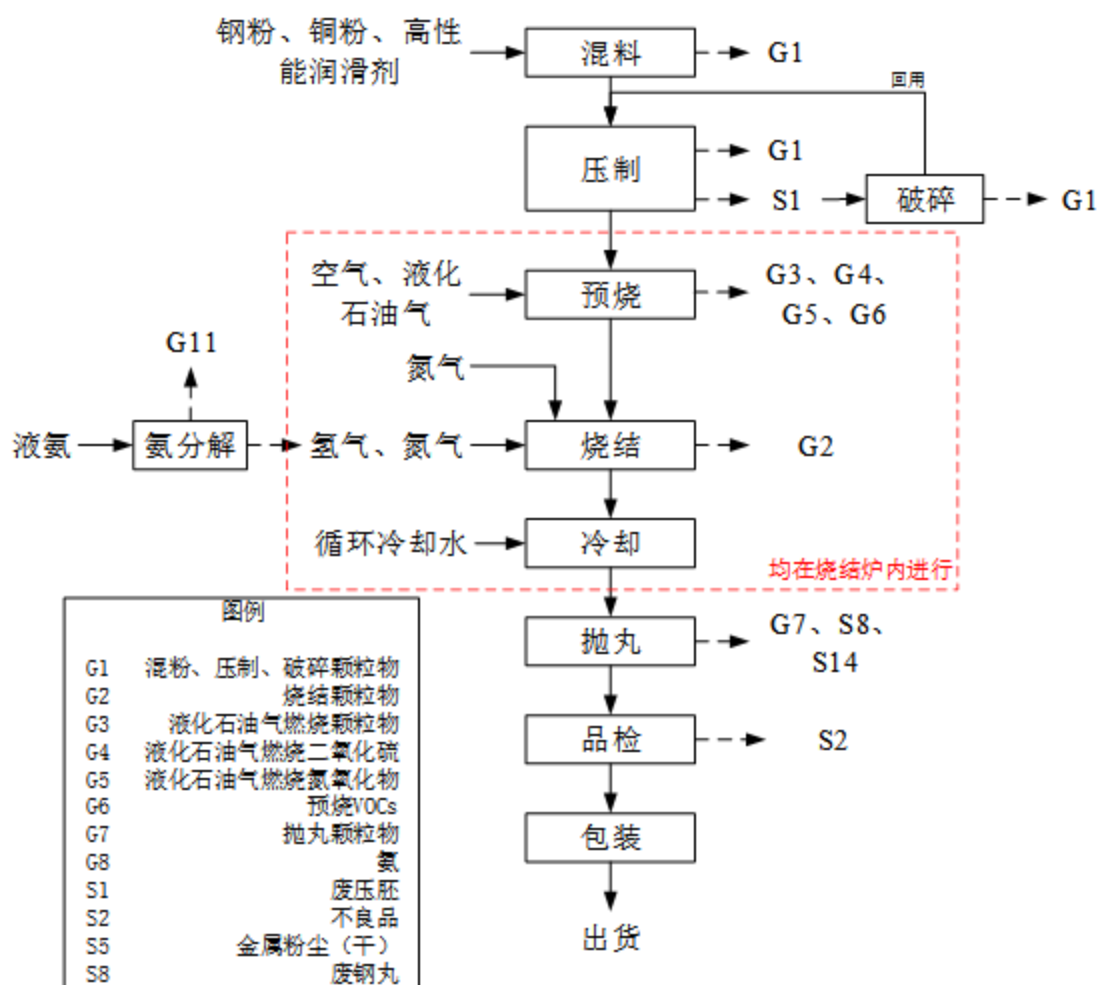 钢粉、铜粉、高性
能润滑剂
混料
G1
回用
压制
G1
S1
破碎
G1
空气、液化
石油气
预烧
G3、G4、
G5、G6
G11
氮气
液氨
氨分解
氢气、氮气
烧结
G2
循环冷却水
冷却
均在烧结炉内进行
抛丸
G7、S8、
S14
品检
S2
包装
出货
图例
G1 混粉、压制、破碎颗粒物
G2 烧结颗粒物
G3 液化石油气燃烧颗粒物
G4 液化石油气燃烧二氧化硫
G5 液化石油气燃烧氮氧化物
G6 预烧VOCs
G7 抛丸颗粒物
G8 氨
S1 废压胚
S2 不良品
S5 金属粉尘（干）
S8 废钢丸